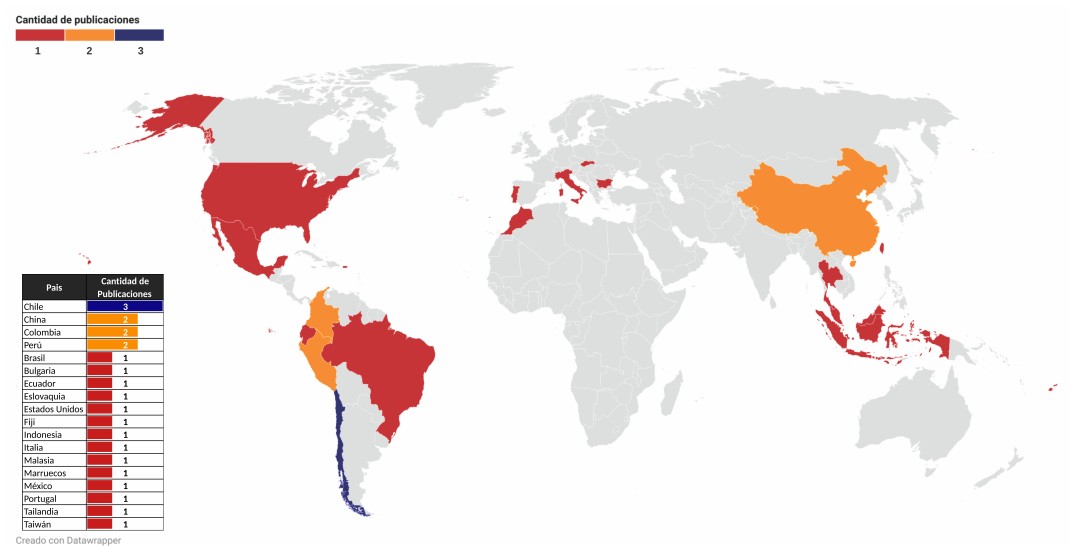 Cantidad de publicaciones
1 2 3
País Cantidad de
Publicaciones
Chile 3
China 2
Colombia 2
Perú 2
Brasil 1
Bulgaria 1
Ecuador 1
Eslovaquia 1
Estados Unidos 1
Fiji 1
Indonesia 1
Italia 1
Malasia 1
Marruecos 1
México 1
Portugal 1
Tailandia 1
Taiwán 1
Creado con Datawrapper